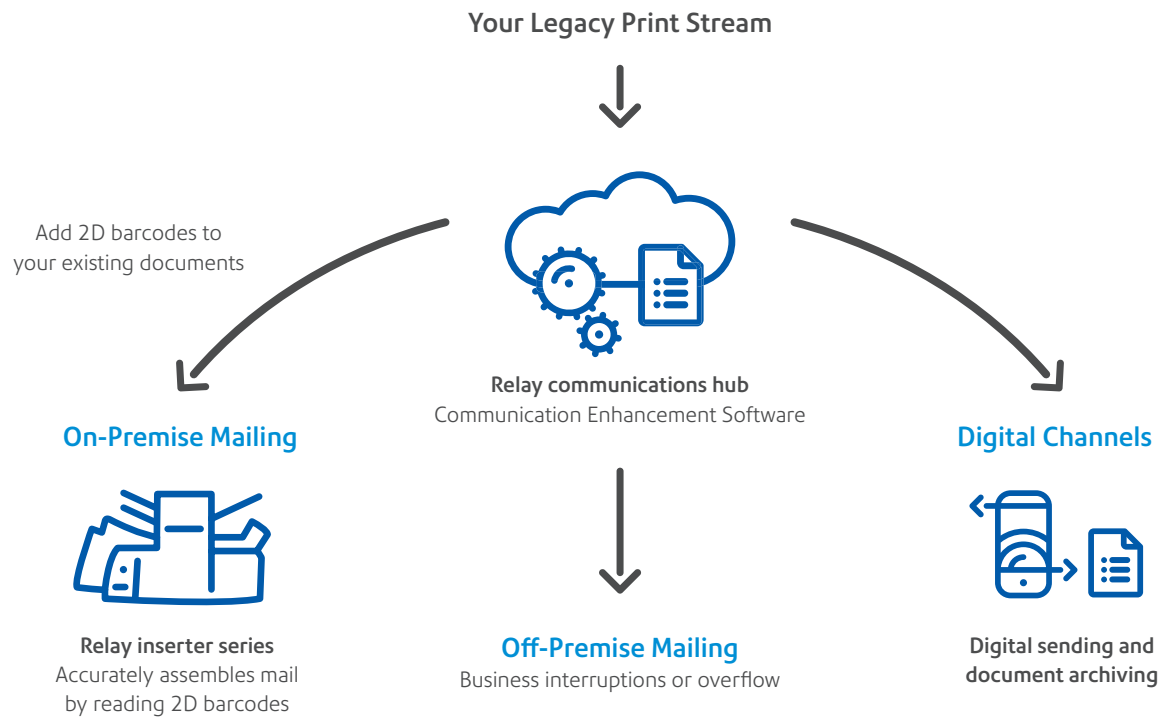 Your Legacy Print Stream
Add 2D barcodes to
your existing documents
Relay communications hub
Communication Enhancement Software
On-Premise Mailing
Relay inserter series
Accurately assembles mail
by reading 2D barcodes
Off-Premise Mailing
Business interruptions or overflow
Digital Channels
Digital sending and
document archiving